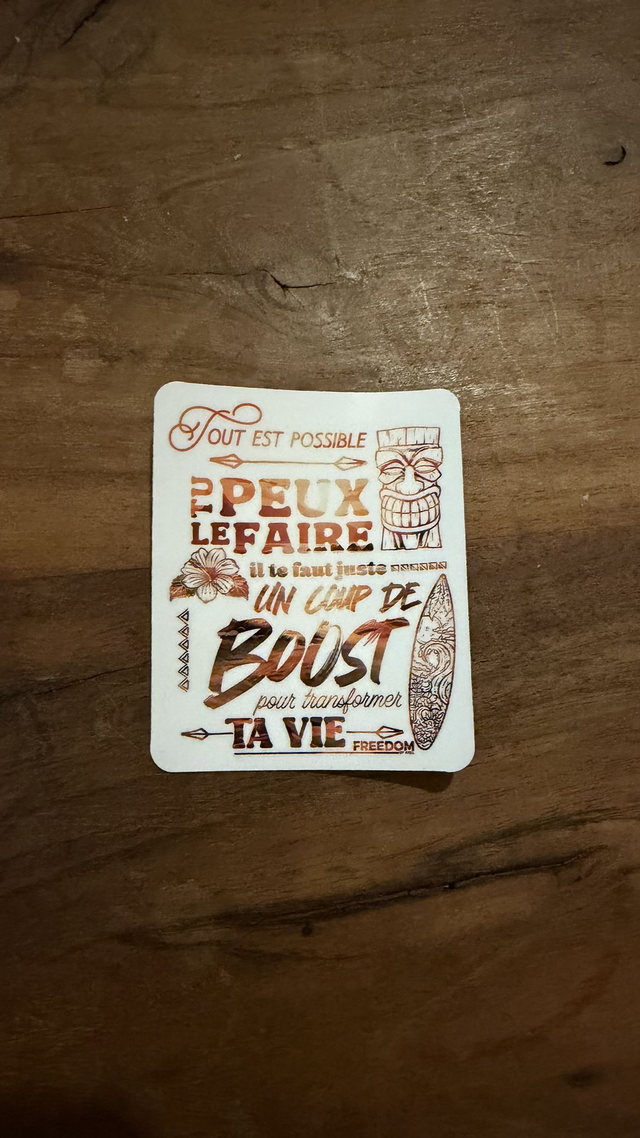 TOUT EST POSSIBLE
TU PEUX
LE FAIRE
il te faut juste
UN COUP DE
BOOST
pour transformer
TA VIE
FREEDOM